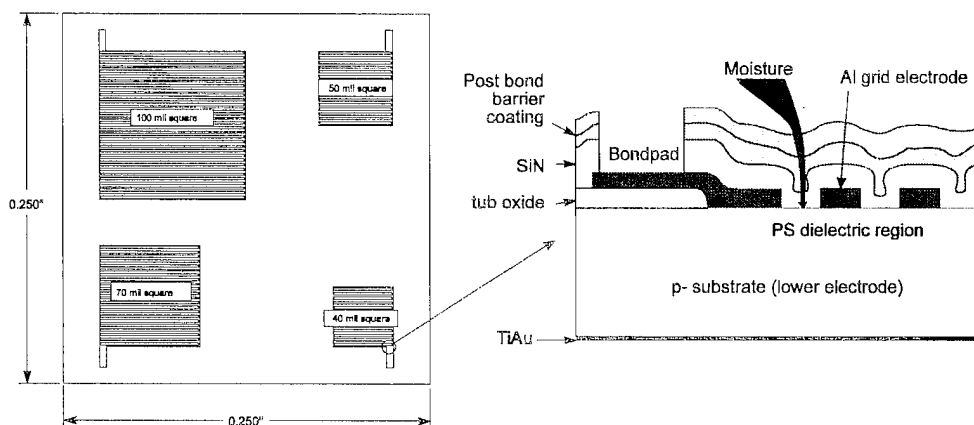 50 mil square
100 mil square
0.250"
70 mil square
40 mil square
0.250"
Moisture
Al grid electrode
Post bond
barrier
coating
SiN
Bondpad
tub oxide
PS dielectric region
p- substrate (lower electrode)
TiAu